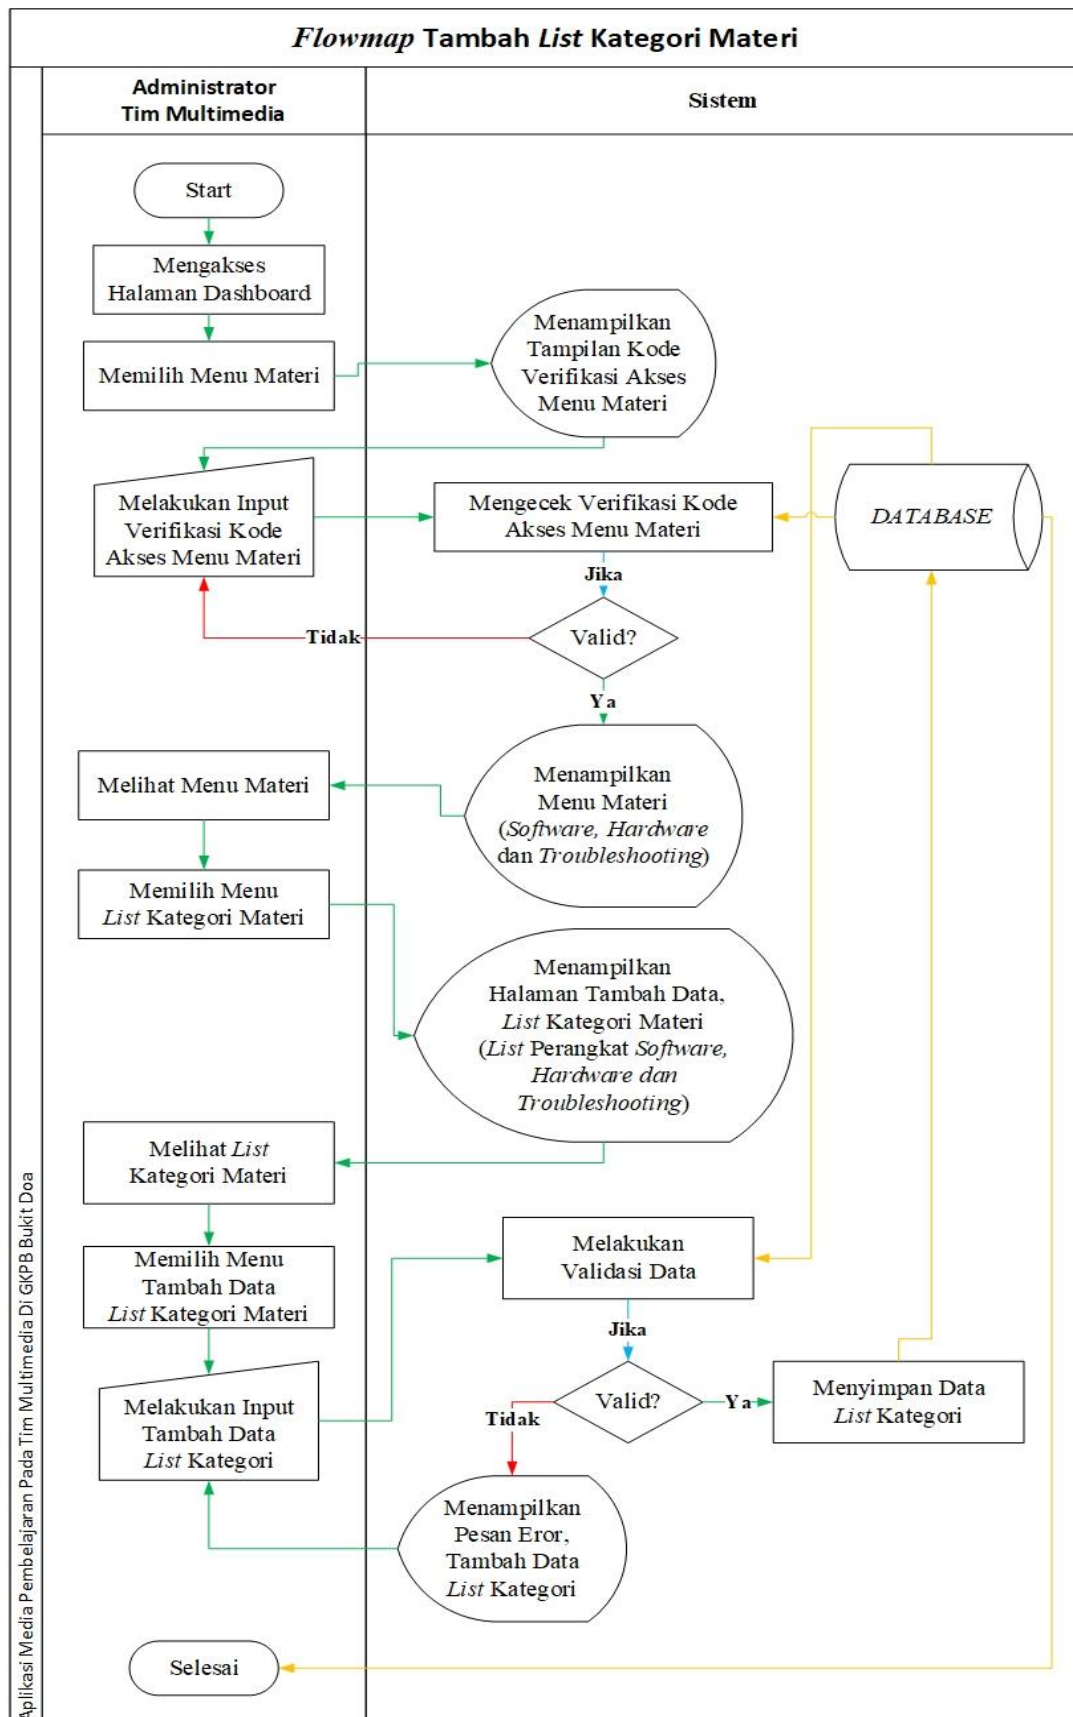 Flowmap Tambah List Kategori Materi
Administrator
Tim Multimedia
Sistem
Start
Mengakses
Halaman Dashboard
Memilih Menu Materi
Menampilkan
Tampilan Kode
Verifikasi Akses
Menu Materi
Melakukan Input
Verifikasi Kode
Akses Menu Materi
Mengecek Verifikasi Kode
Akses Menu Materi
DATABASE
Jika
Valid?
Tidak
Ya
Menampilkan
Menu Materi
(Software, Hardware
dan Troubleshooting)
Melihat Menu Materi
Memilih Menu
List Kategori Materi
Menampilkan
Halaman Tambah Data,
List Kategori Materi
(List Perangkat Software,
Hardware dan
Troubleshooting)
Melihat List
Kategori Materi
Memilih Menu
Tambah Data
List Kategori Materi
Melakukan Input
Tambah Data
List Kategori
Melakukan
Validasi Data
Jika
Valid?
Ya
Tidak
Menyimpan Data
List Kategori
Menampilkan
Pesan Eror,
Tambah Data
List Kategori
Selesai
Aplikasi Media Pembelajaran Pada Tim Multimedia Di GKPB Bukit Doa